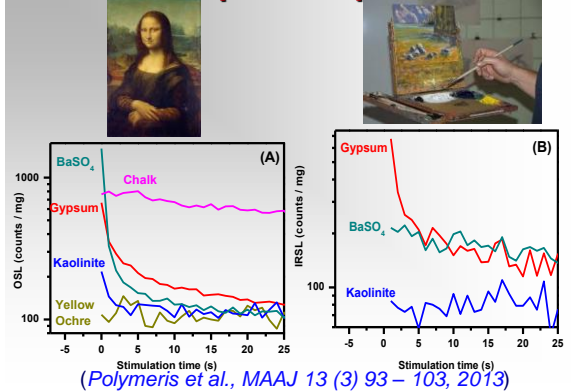 (A)
BaSO4
Chalk
1000
Gypsum
Kaolinite
Yellow
Ochre
100
OSL (counts / mg)
-5 0 5 10 15 20 25
Stimulation time (s)
(B)
Gypsum
BaSO4
Kaolinite
100
IRSL (counts / mg)
-5 0 5 10 15 20 25
Stimulation time (s)
(Polymeris et al., MAAJ 13 (3) 93 – 103, 2013)